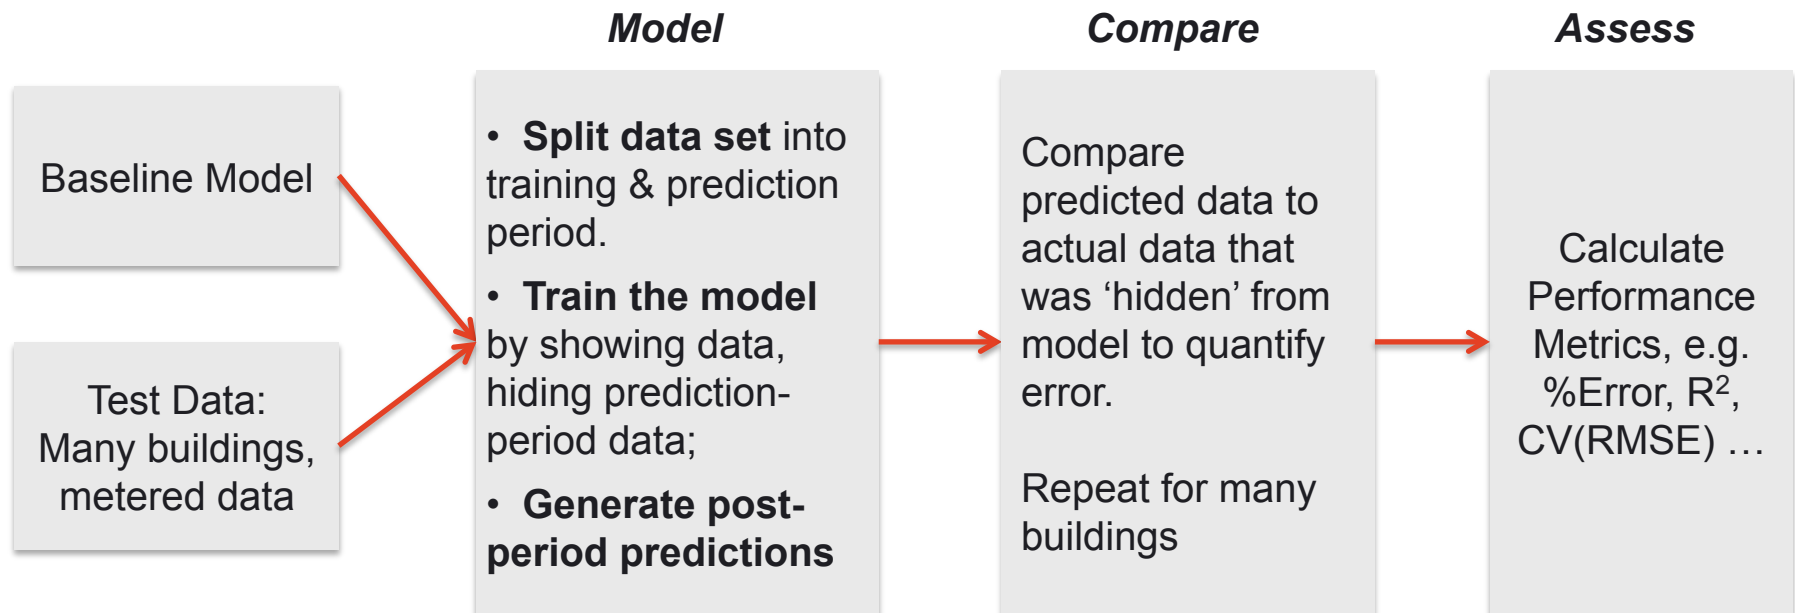 Model
Compare
Assess
Baseline Model
Test Data:
Many buildings,
metered data
• Split data set into
training & prediction
period.
• Train the model
by showing data,
hiding prediction-
period data;
• Generate post-
period predictions
Compare
predicted data to
actual data that
was ‘hidden’ from
model to quantify
error.
Repeat for many
buildings
Calculate
Performance
Metrics, e.g.
%Error, R²,
CV(RMSE) …